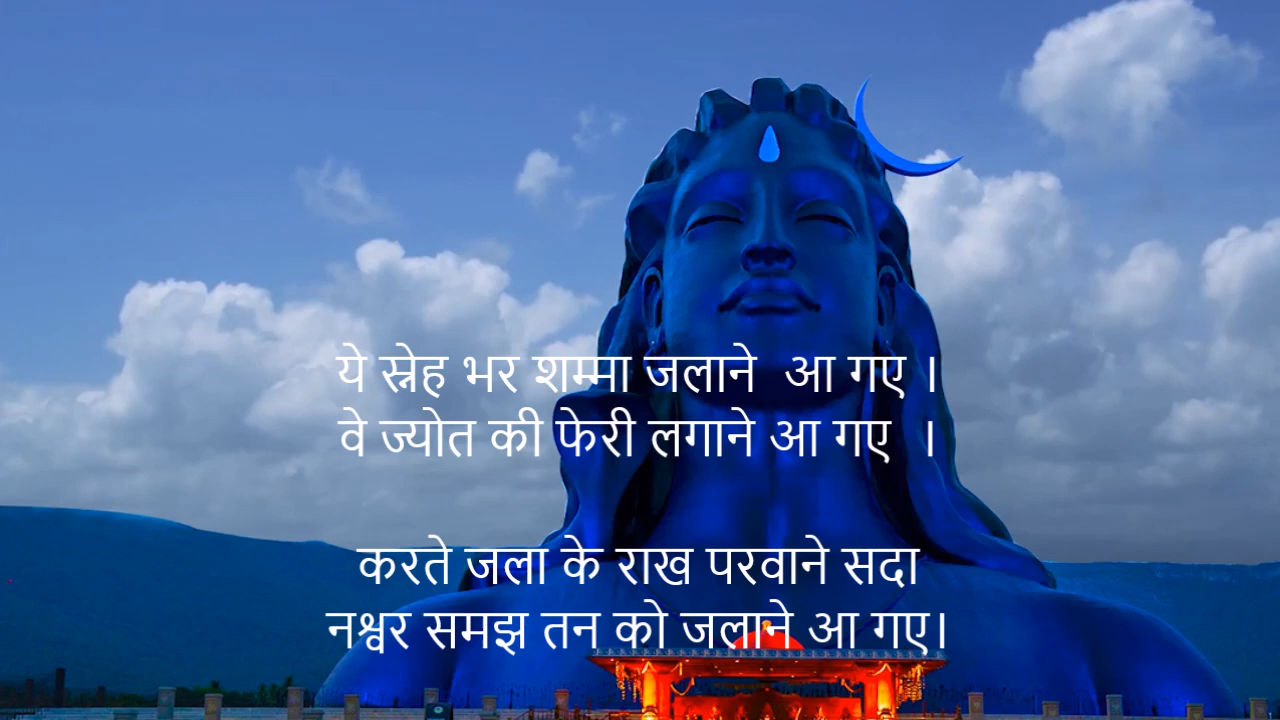 ये स्नेह भर शम्मा जलाने  आ गए ।
वे ज्योत की फेरी लगाने आ गए  ।
करते जला के राख परवाने सदा
नश्वर समझ तन को जलाने आ गए।